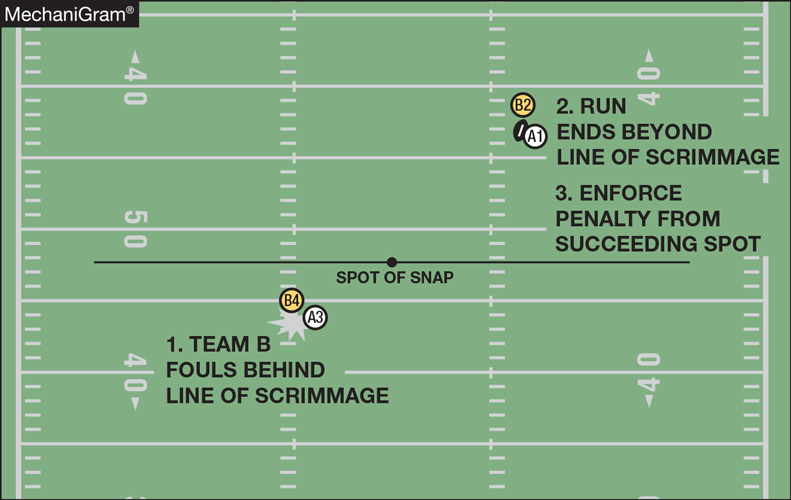 MechaniGram®
40
40
B2
A1
2. RUN
ENDS BEYOND
LINE OF SCRIMMAGE
3. ENFORCE
PENALTY FROM
SUCCEEDING SPOT
50
SPOT OF SNAP
B4
A3
1. TEAM B
FOULS BEHIND
LINE OF SCRIMMAGE
40
40